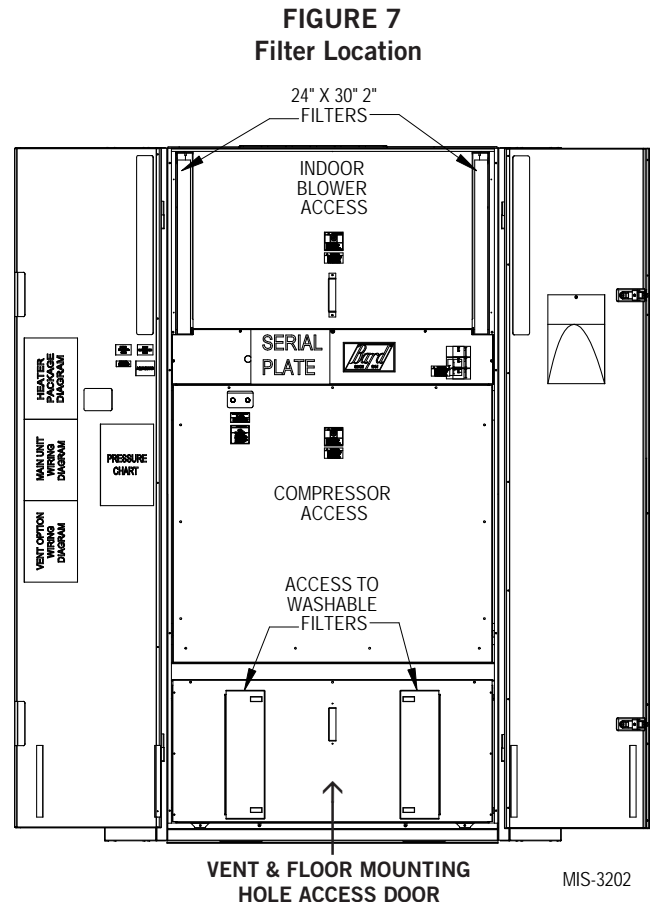 FIGURE 7
Filter Location
24" X 30" 2"
FILTERS
INDOOR
BLOWER
ACCESS
SERIAL
PLATE
Bard
HEATER
PACKAGE
DIAGRAM
MAIN UNIT
WIRING
DIAGRAM
VENT OPTION
WIRING
DIAGRAM
PRESSURE
CHART
COMPRESSOR
ACCESS
ACCESS TO
WASHABLE
FILTERS
VENT & FLOOR MOUNTING
HOLE ACCESS DOOR
MIS-3202